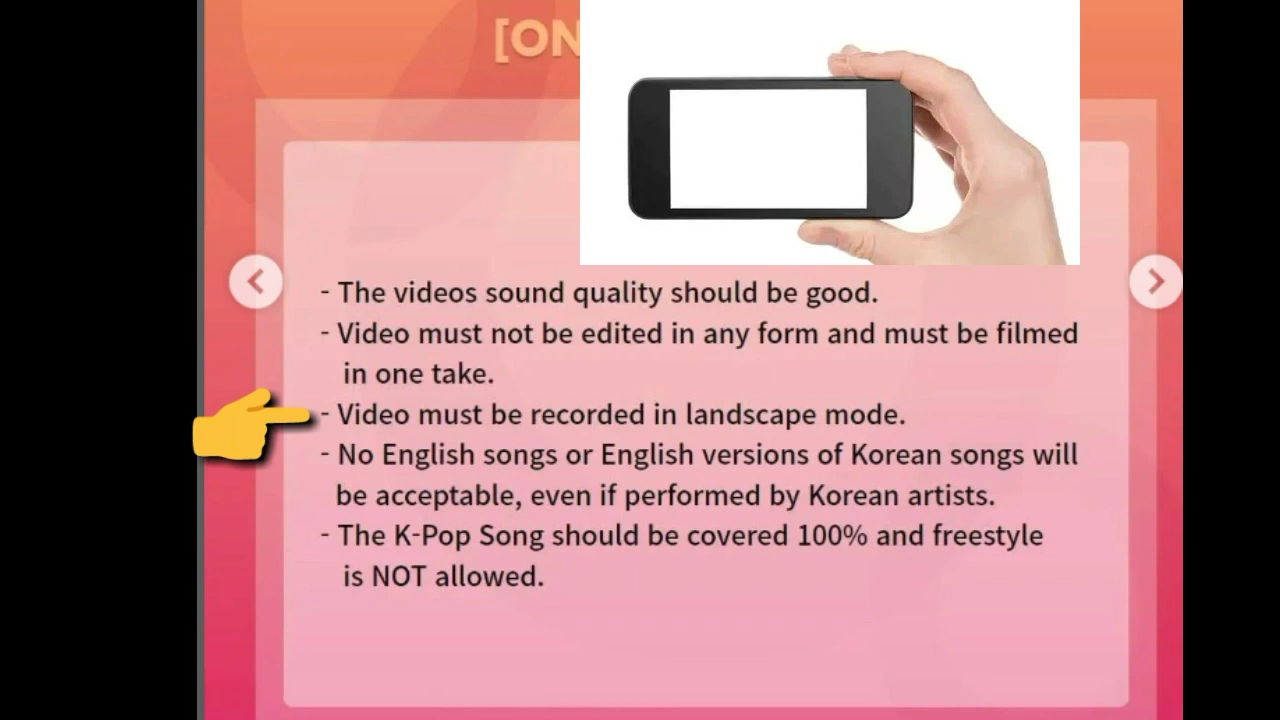 [ON
- The videos sound quality should be good.
- Video must not be edited in any form and must be filmed
in one take.
- Video must be recorded in landscape mode.
- No English songs or English versions of Korean songs will
be acceptable, even if performed by Korean artists.
- The K-Pop Song should be covered 100% and freestyle
is NOT allowed.